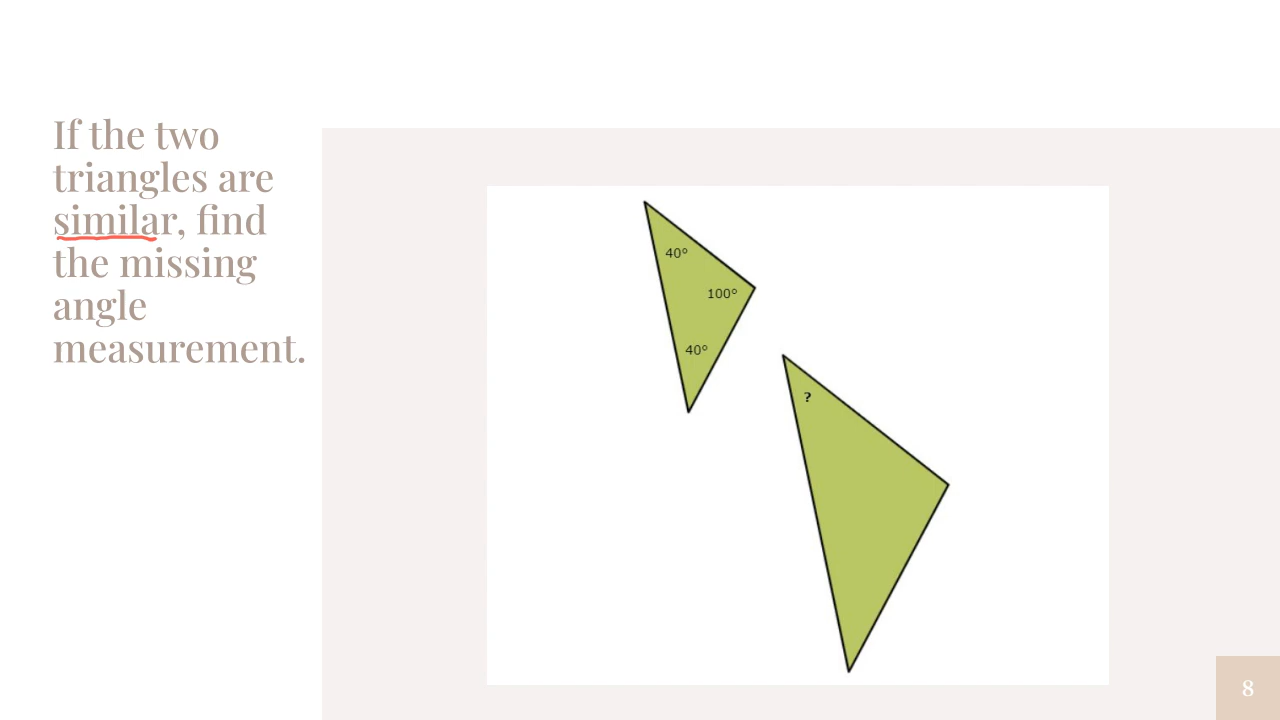 If the two
triangles are
similar, find
the missing
angle
measurement.
40°
100°
40°
?
8